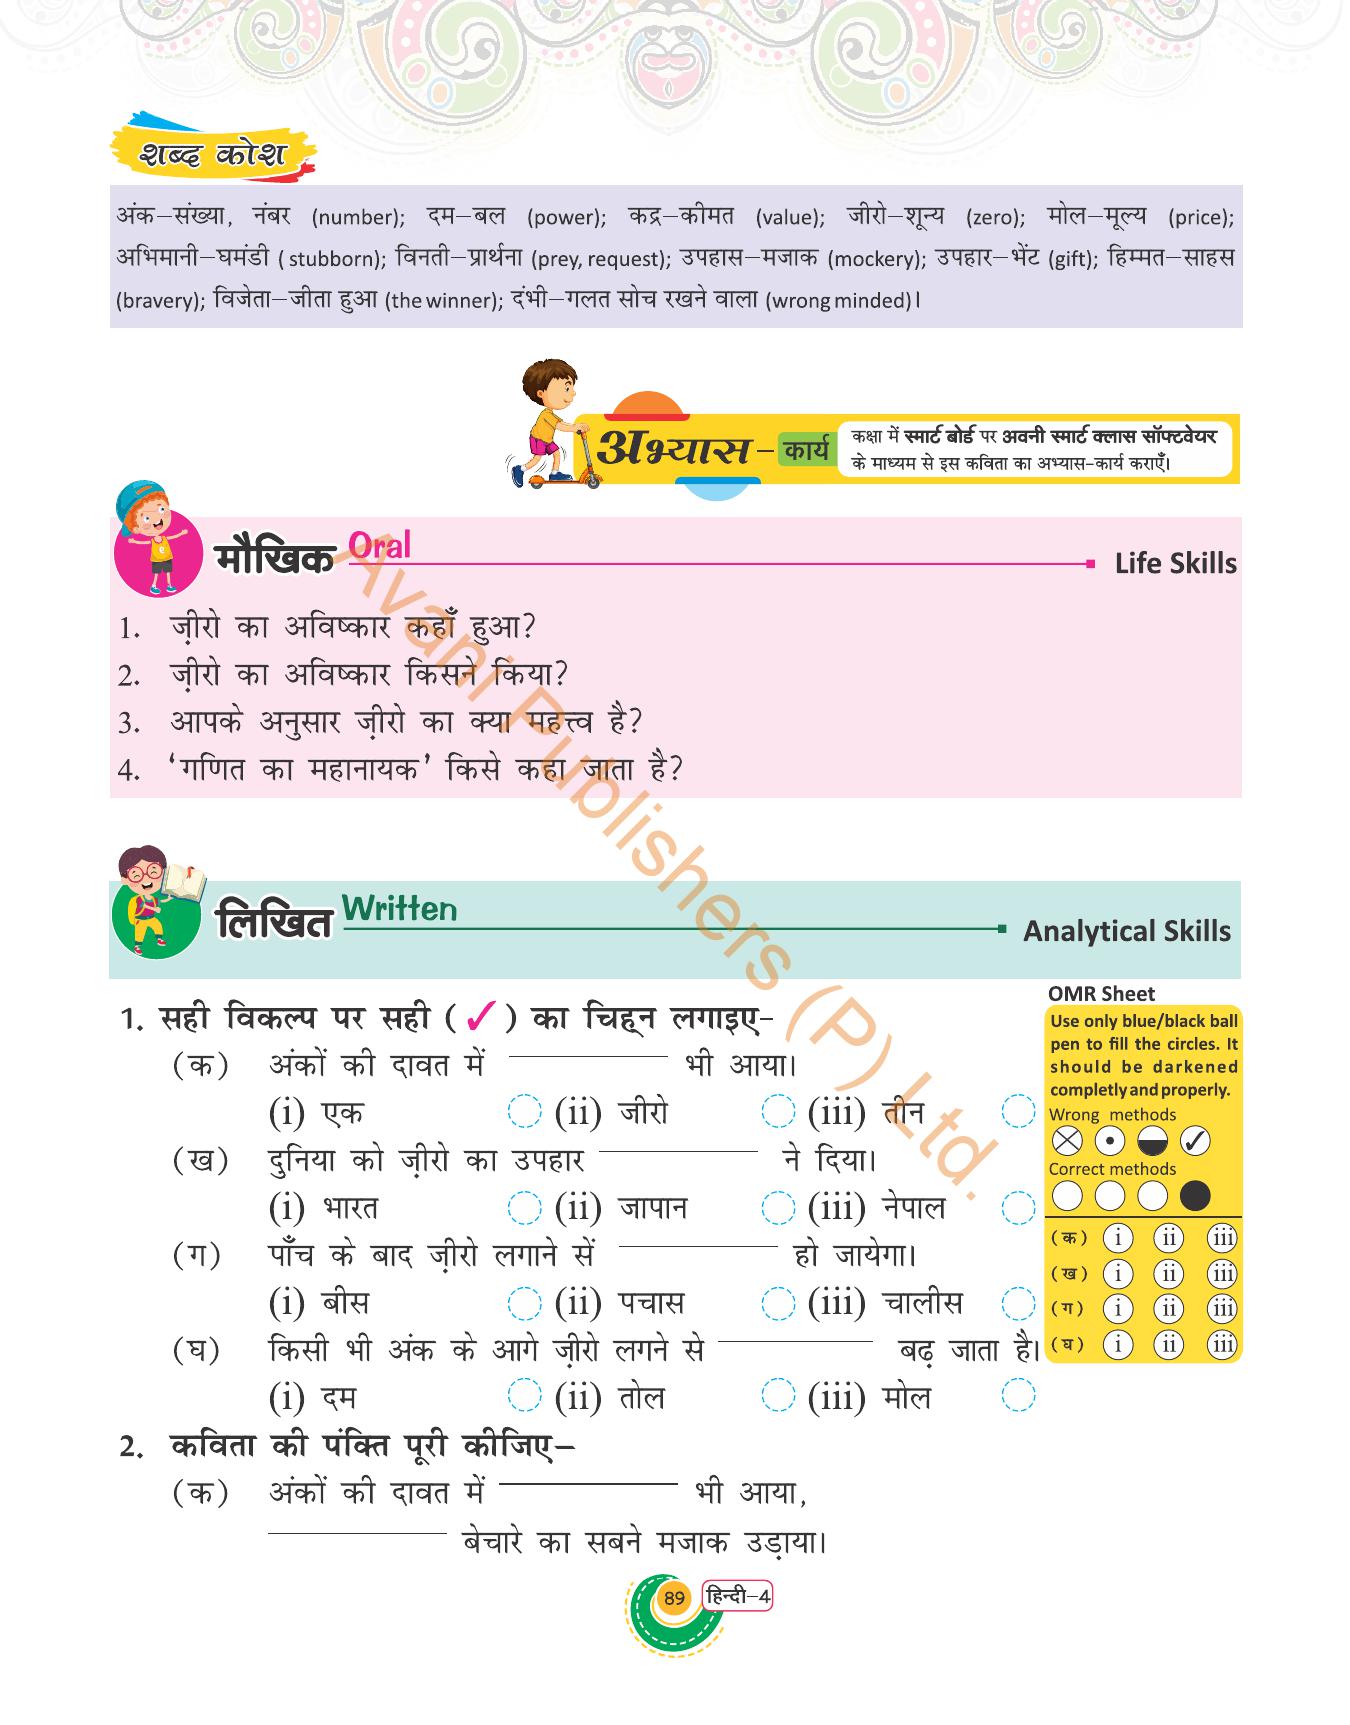 शब्द कोश
अंक–संख्या, नंबर (number); दम–बल (power); कद्र–कीमत (value); जीरो–शून्य (zero); मोल–मूल्य (price);
अभिमानी–घमंडी ( stubborn); विनती–प्रार्थना (prey, request); उपहास–मजाक (mockery); उपहार–भेंट (gift); हिम्मत–साहस
(bravery); विजेता–जीता हुआ (the winner); दंभी–गलत सोच रखने वाला (wrong minded)।
अभ्यास – कार्य
कक्षा में स्मार्ट बोर्ड पर अवनी स्मार्ट क्लास सॉफ्टवेयर
के माध्यम से इस कविता का अभ्यास-कार्य कराएँ।
मौखिक Oral Life Skills
1. ज़ीरो का अविष्कार कहाँ हुआ?
2. ज़ीरो का अविष्कार किसने किया?
3. आपके अनुसार ज़ीरो का क्या महत्त्व है?
4. ‘गणित का महानायक’ किसे कहा जाता है?
Avani Publishers (P) Ltd.
लिखित Written Analytical Skills
1. सही विकल्प पर सही (✓) का चिह्न लगाइए-
(क) अंकों की दावत में ____________ भी आया।
(i) एक (ii) जीरो (iii) तीन
(ख) दुनिया को ज़ीरो का उपहार ____________ ने दिया।
(i) भारत (ii) जापान (iii) नेपाल
(ग) पाँच के बाद ज़ीरो लगाने सें ____________ हो जायेगा।
(i) बीस (ii) पचास (iii) चालीस
(घ) किसी भी अंक के आगे ज़ीरो लगने से ____________ बढ़ जाता है।
(i) दम (ii) तोल (iii) मोल
OMR Sheet
Use only blue/black ball
pen to fill the circles. It
should be darkened
completly and properly.
Wrong methods
Correct methods
(क) i ii iii
(ख) i ii iii
(ग) i ii iii
(घ) i ii iii
2. कविता की पंक्ति पूरी कीजिए–
(क) अंकों की दावत में ____________ भी आया,
____________ बेचारे का सबने मजाक उड़ाया।
89 हिन्दी–4